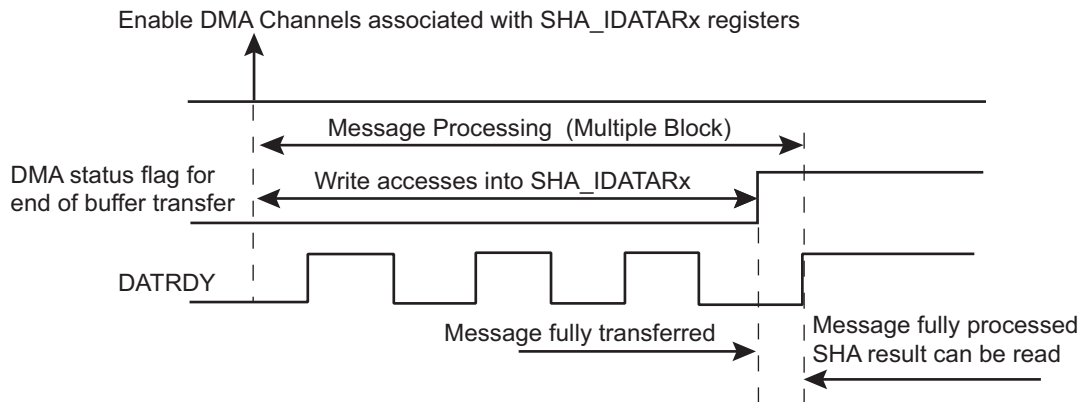 Enable DMA Channels associated with SHA_IDATARx registers
Message Processing (Multiple Block)
DMA status flag for
end of buffer transfer
Write accesses into SHA_IDATARx
DATRDY
Message fully transferred
Message fully processed
SHA result can be read